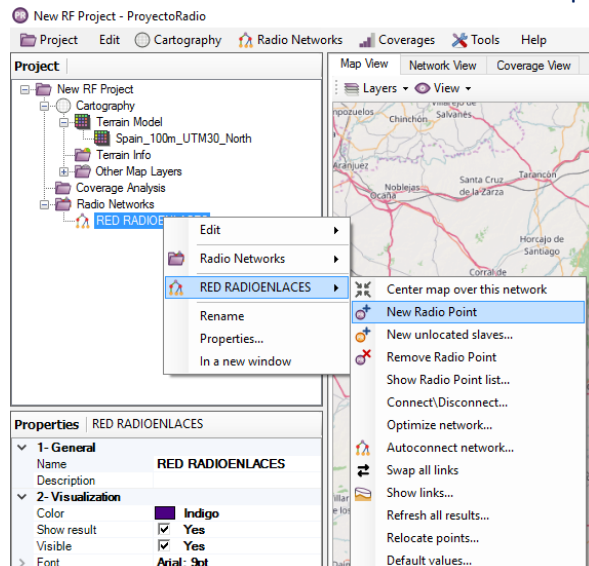 New RF Project - ProyectoRadio
Project Edit Cartography Radio Networks Coverages Tools Help
Project
New RF Project
Cartography
Terrain Model
Spain_100m_UTM30_North
Terrain Info
Other Map Layers
Coverage Analysis
Radio Networks
RED RADIOENLACES
Map View Network View Coverage View
Layers View
Chinchón
Salvanés
Aranjuez
Noblejas
Ocaña
Santa Cruz
de la Zarza
Tarancón
Horcajo de
Santiago
Corral de
Edit
Radio Networks
RED RADIOENLACES
Rename
Properties...
In a new window
Center map over this network
New Radio Point
New unlocated slaves...
Remove Radio Point
Show Radio Point list...
Connect\Disconnect...
Optimize network...
Autoconnect network...
Swap all links
Show links...
Refresh all results...
Relocate points...
Default values...
Properties RED RADIOENLACES
1- General
Name RED RADIOENLACES
Description
2- Visualization
Color Indigo
Show result Yes
Visible Yes
Font Arial; 9pt